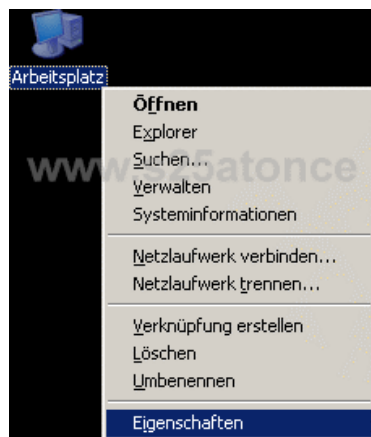 Arbeitsplatz
Öffnen
Explorer
Suchen...
Verwalten
Systeminformationen
Netzlaufwerk verbinden...
Netzlaufwerk trennen...
Verknüpfung erstellen
Löschen
Umbenennen
Eigenschaften
www.s25atonce